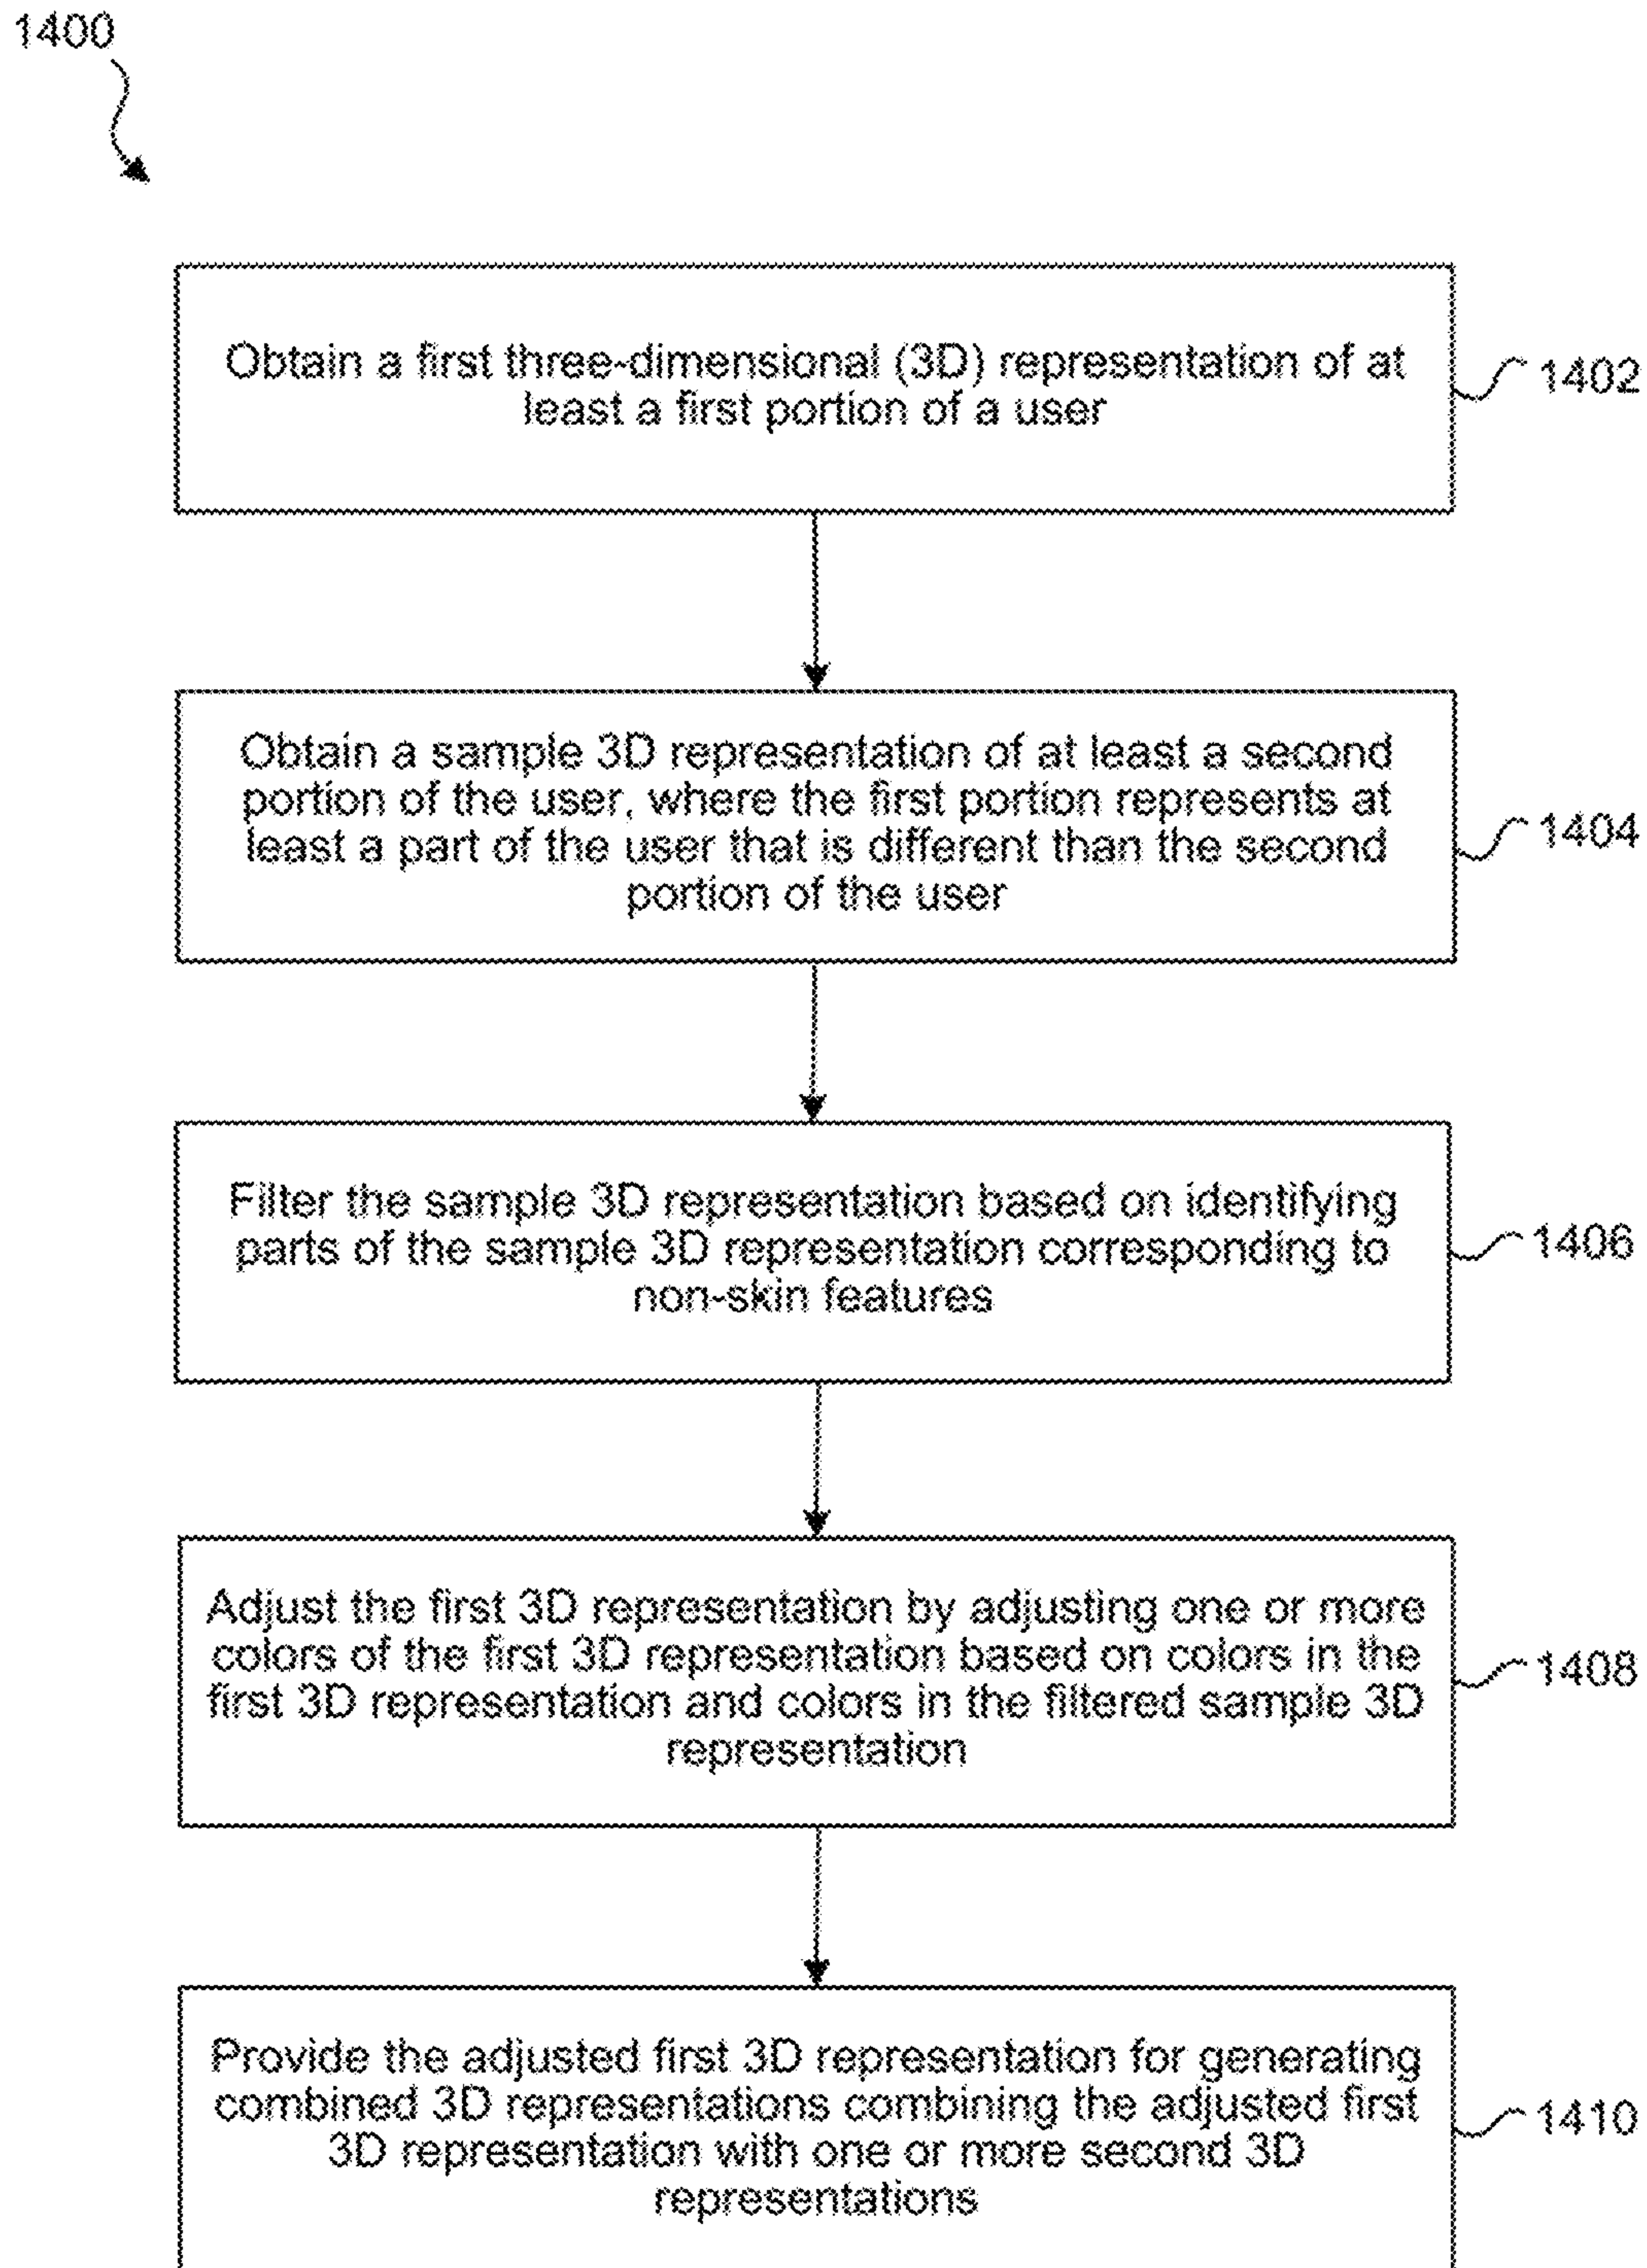 1400
Obtain a first three-dimensional (3D) representation of at
least a first portion of a user
1402
Obtain a sample 3D representation of at least a second
portion of the user, where the first portion represents at
least a part of the user that is different than the second
portion of the user
1404
Filter the sample 3D representation based on identifying
parts of the sample 3D representation corresponding to
non-skin features
1406
Adjust the first 3D representation by adjusting one or more
colors of the first 3D representation based on colors in the
first 3D representation and colors in the filtered sample 3D
representation
1408
Provide the adjusted first 3D representation for generating
combined 3D representations combining the adjusted first
3D representation with one or more second 3D
representations
1410